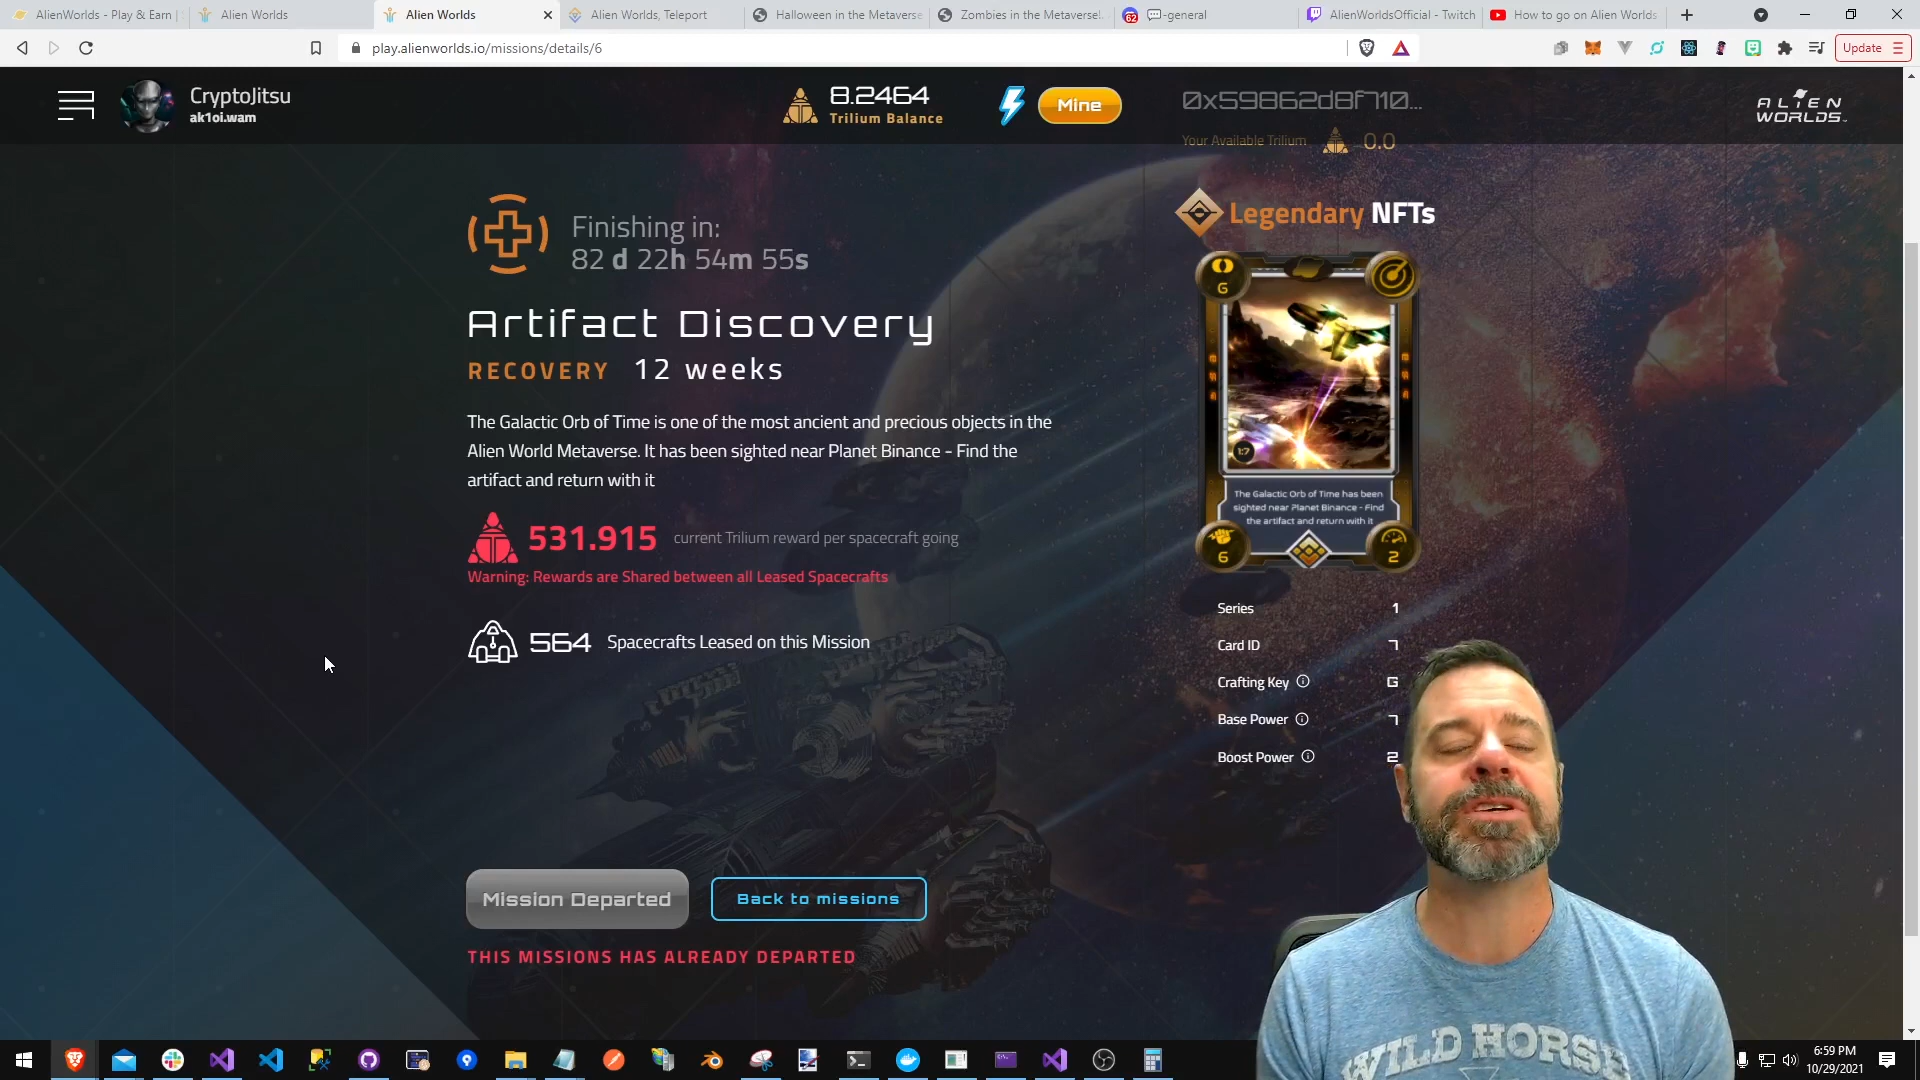 AlienWorlds - Play & Earn |
Alien Worlds
Alien Worlds
Alien Worlds, Teleport
Halloween in the Metaverse
Zombies in the Metaverse!
62
-general
AlienWorldsOfficial - Twitch
How to go on Alien Worlds
play.alienworlds.io/missions/details/6
Update
CryptoJitsu
ak1oi.wam
8.2464
Trilium Balance
Mine
0x59862d8f710...
Your Available Trilium 0.0
ALIEN
WORLDS
Finishing in:
82 d 22h 54m 55s
Artifact Discovery
RECOVERY 12 weeks
The Galactic Orb of Time is one of the most ancient and precious objects in the
Alien World Metaverse. It has been sighted near Planet Binance - Find the
artifact and return with it
531.915 current Trilium reward per spacecraft going
Warning: Rewards are Shared between all Leased Spacecrafts
564 Spacecrafts Leased on this Mission
Mission Departed
Back to missions
THIS MISSIONS HAS ALREADY DEPARTED
Legendary NFTs
G
1:7
The Galactic Orb of Time has been
sighted near Planet Binance - Find
the artifact and return with it
6
2
Series 1
Card ID 7
Crafting Key G
Base Power 7
Boost Power 2
WILD HORSE
6:59 PM
10/29/2021